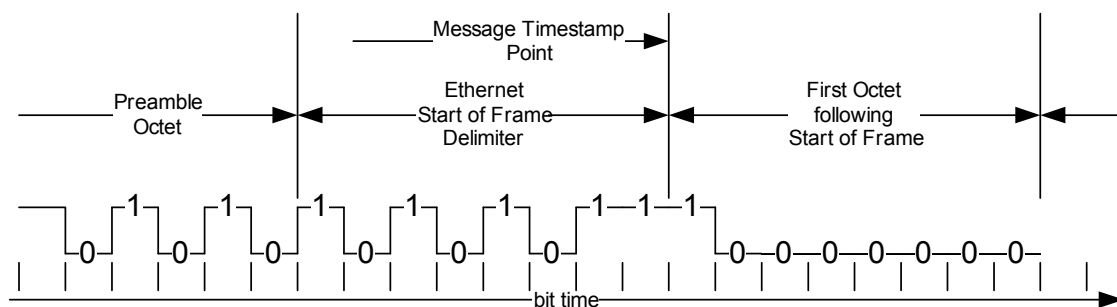 Message Timestamp
Point
Preamble
Octet
Ethernet
Start of Frame
Delimiter
First Octet
following
Start of Frame
0 1 0 1 0 1 0 1 0 1 0 1 1 1 0 0 0 0 0 0 0
bit time